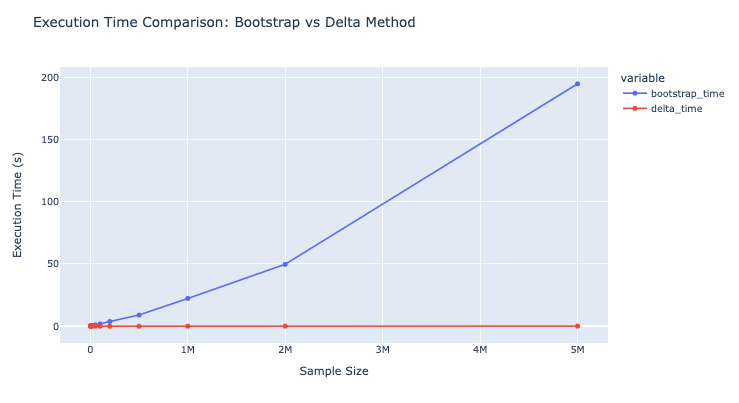 Execution Time Comparison: Bootstrap vs Delta Method
variable
bootstrap_time
delta_time
Execution Time (s)
200
150
100
50
0
0 1M 2M 3M 4M 5M
Sample Size